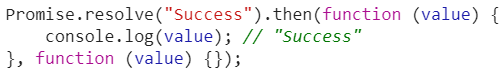 Promise.resolve("Success").then(function (value) {
    console.log(value); // "Success"
}, function (value) {});